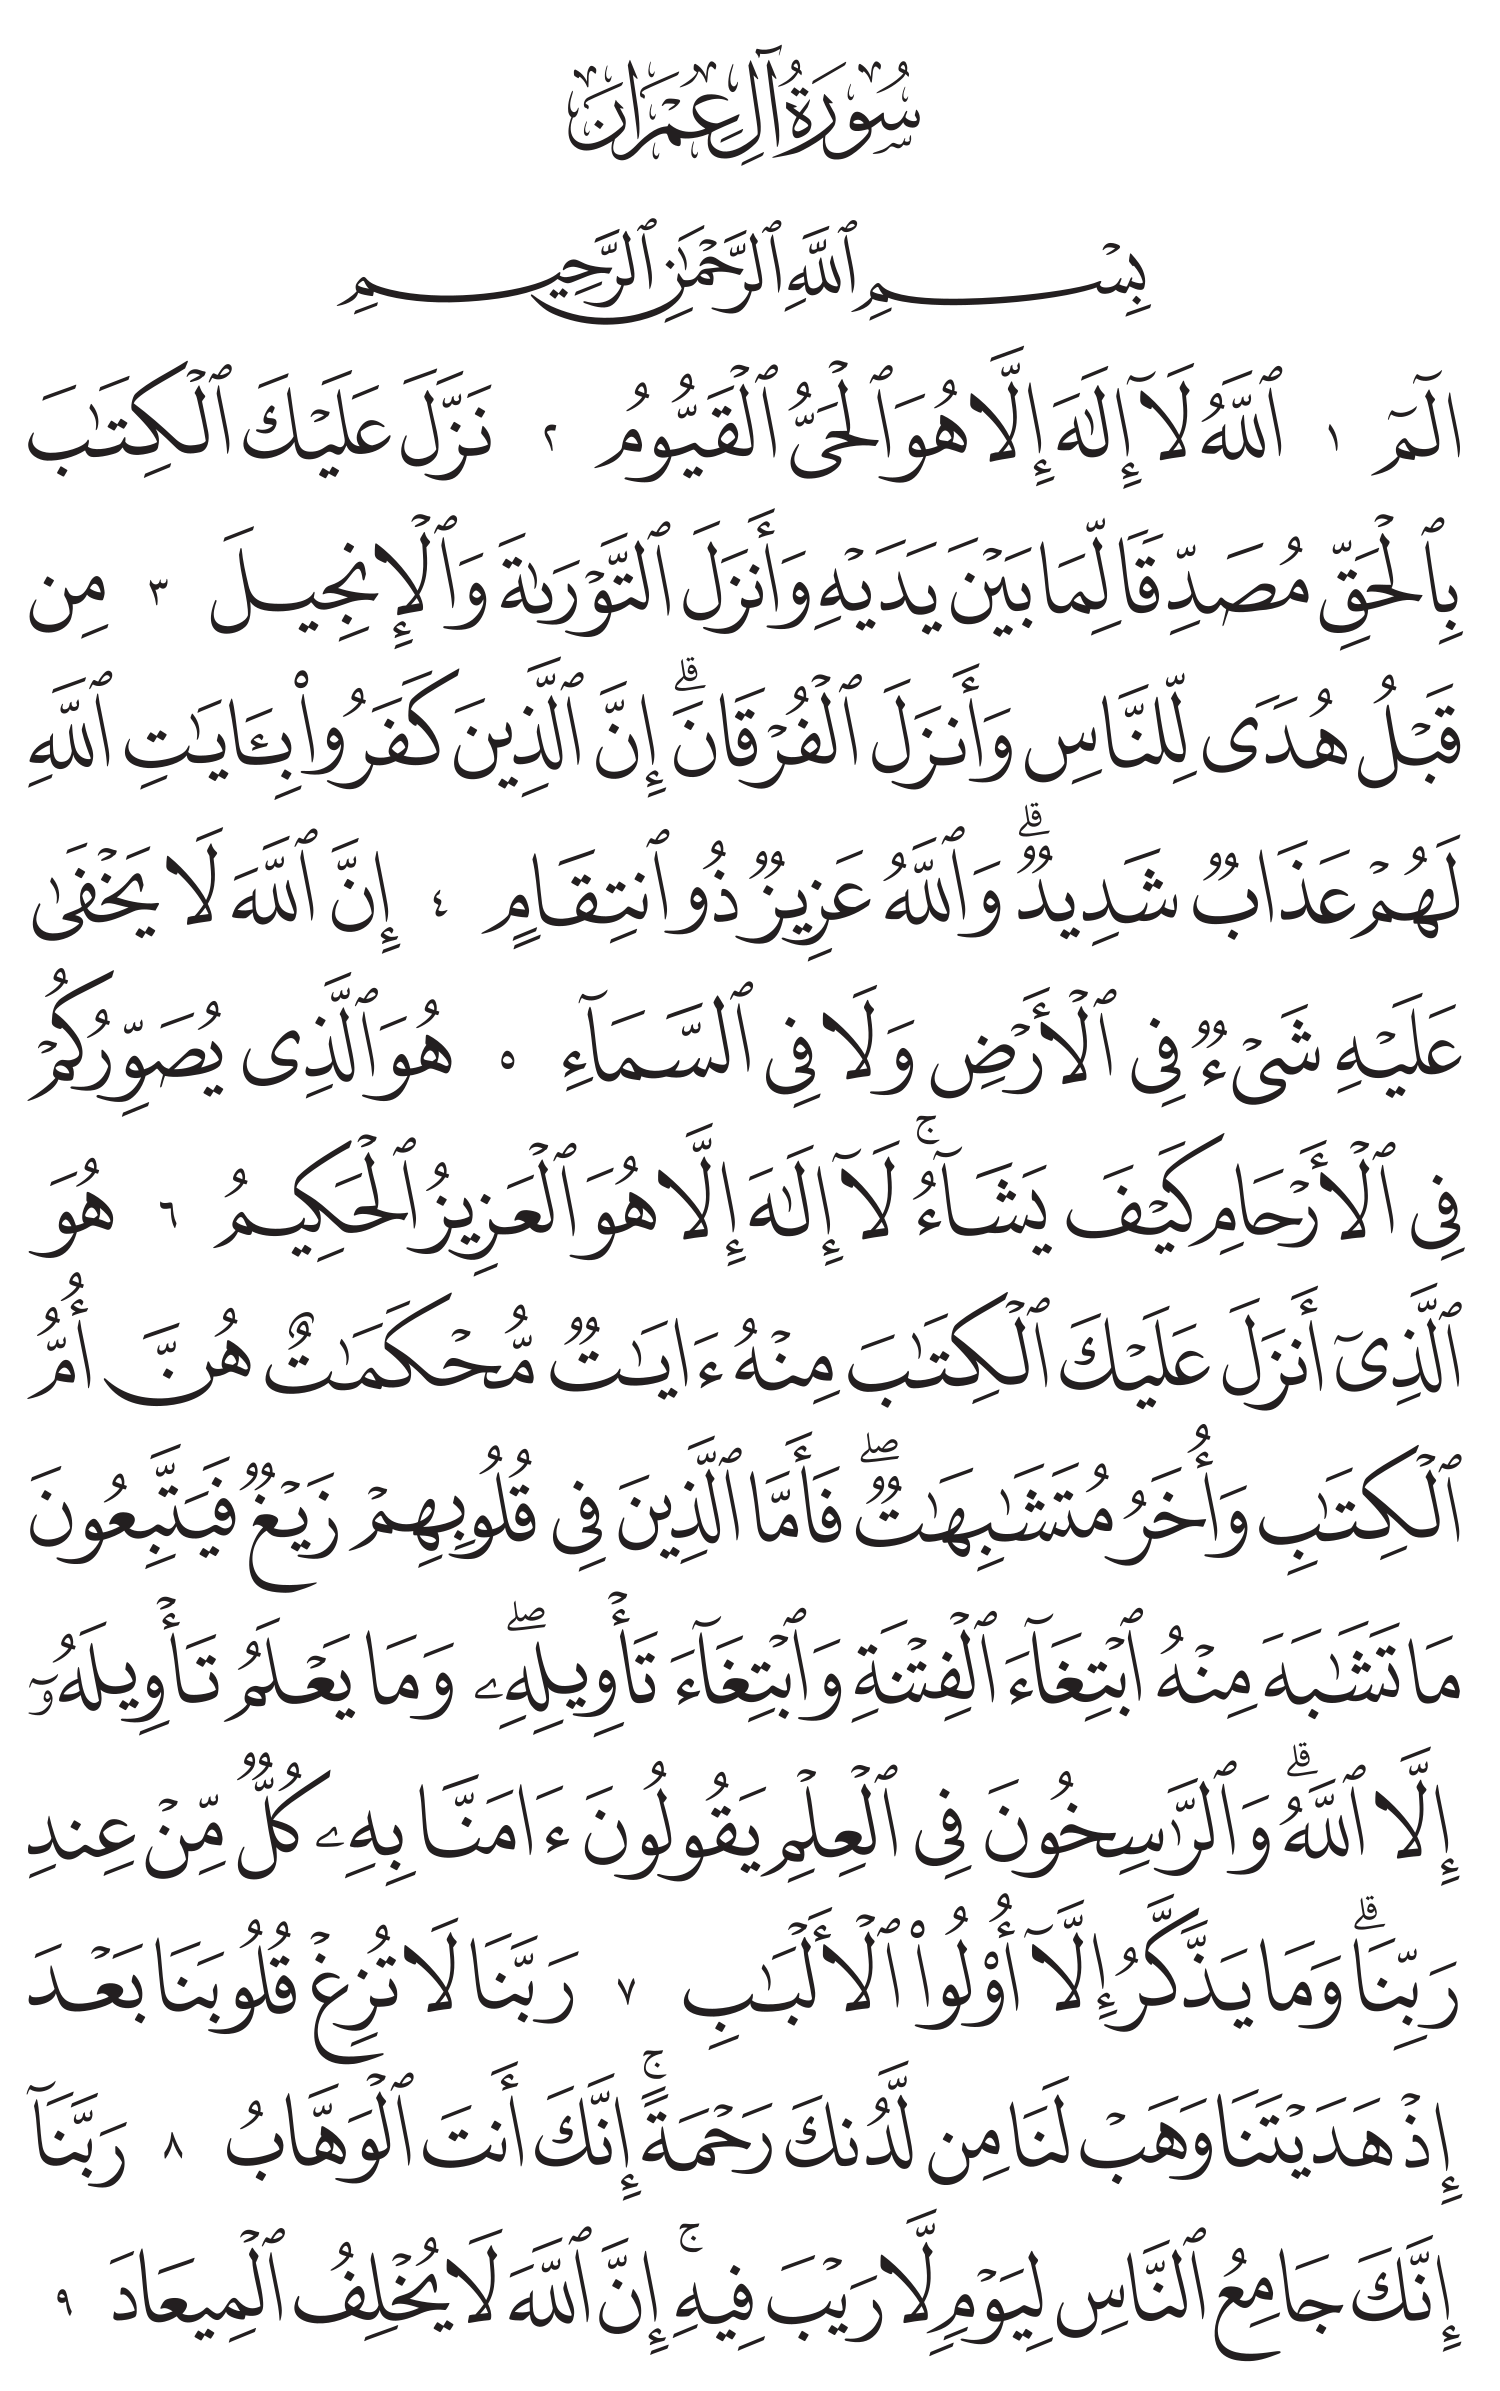 سُورَةُ آلِ عِمْرَانَ
بِسْمِ ٱللَّهِ ٱلرَّحْمَٰنِ ٱلرَّحِيمِ
الٓمٓ ١ ٱللَّهُ لَآ إِلَٰهَ إِلَّا هُوَ ٱلْحَىُّ ٱلْقَيُّومُ ٢ نَزَّلَ عَلَيْكَ ٱلْكِتَٰبَ
بِٱلْحَقِّ مُصَدِّقًا لِّمَا بَيْنَ يَدَيْهِ وَأَنزَلَ ٱلتَّوْرَىٰةَ وَٱلْإِنجِيلَ ٣ مِن
قَبْلُ هُدًى لِّلنَّاسِ وَأَنزَلَ ٱلْفُرْقَانَ ۗ إِنَّ ٱلَّذِينَ كَفَرُوا۟ بِـَٔايَٰتِ ٱللَّهِ
لَهُمْ عَذَابٌ شَدِيدٌ ۗ وَٱللَّهُ عَزِيزٌ ذُو ٱنتِقَامٍ ٤ إِنَّ ٱللَّهَ لَا يَخْفَىٰ
عَلَيْهِ شَىْءٌ فِى ٱلْأَرْضِ وَلَا فِى ٱلسَّمَآءِ ٥ هُوَ ٱلَّذِى يُصَوِّرُكُمْ
فِى ٱلْأَرْحَامِ كَيْفَ يَشَآءُ ۚ لَآ إِلَٰهَ إِلَّا هُوَ ٱلْعَزِيزُ ٱلْحَكِيمُ ٦ هُوَ
ٱلَّذِىٓ أَنزَلَ عَلَيْكَ ٱلْكِتَٰبَ مِنْهُ ءَايَٰتٌ مُّحْكَمَٰتٌ هُنَّ أُمُّ
ٱلْكِتَٰبِ وَأُخَرُ مُتَشَٰبِهَٰتٌ ۖ فَأَمَّا ٱلَّذِينَ فِى قُلُوبِهِمْ زَيْغٌ فَيَتَّبِعُونَ
مَا تَشَٰبَهَ مِنْهُ ٱبْتِغَآءَ ٱلْفِتْنَةِ وَٱبْتِغَآءَ تَأْوِيلِهِۦ ۖ وَمَا يَعْلَمُ تَأْوِيلَهُۥٓ
إِلَّا ٱللَّهُ ۗ وَٱلرَّٰسِخُونَ فِى ٱلْعِلْمِ يَقُولُونَ ءَامَنَّا بِهِۦ كُلٌّ مِّنْ عِندِ
رَبِّنَا ۗ وَمَا يَذَّكَّرُ إِلَّآ أُو۟لُوا۟ ٱلْأَلْبَٰبِ ٧ رَبَّنَا لَا تُزِغْ قُلُوبَنَا بَعْدَ
إِذْ هَدَيْتَنَا وَهَبْ لَنَا مِن لَّدُنكَ رَحْمَةً ۚ إِنَّكَ أَنتَ ٱلْوَهَّابُ ٨ رَبَّنَآ
إِنَّكَ جَامِعُ ٱلنَّاسِ لِيَوْمٍ لَّا رَيْبَ فِيهِ ۚ إِنَّ ٱللَّهَ لَا يُخْلِفُ ٱلْمِيعَادَ ٩